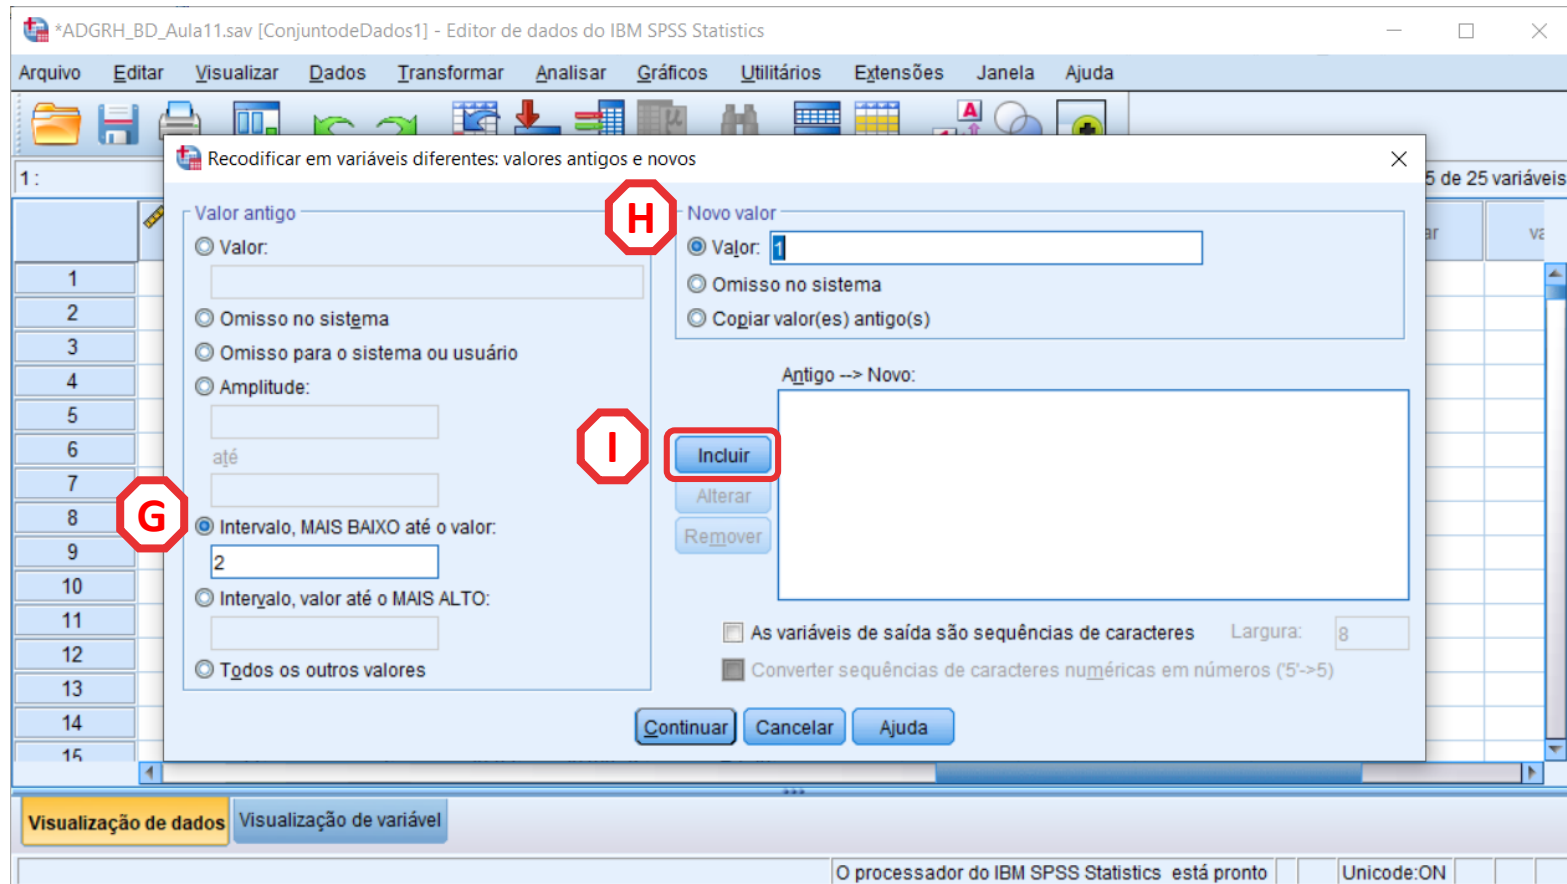 *ADGRH_BD_Aula11.sav [ConjuntodeDados1] - Editor de dados do IBM SPSS Statistics
Arquivo Editar Visualizar Dados Transformar Analisar Gráficos Utilitários Extensões Janela Ajuda
A
Recodificar em variáveis diferentes: valores antigos e novos
1 :
5 de 25 variáveis
ar
va
Valor antigo
Valor:
Omisso no sistema
Omisso para o sistema ou usuário
Amplitude:
até
G
Intervalo, MAIS BAIXO até o valor:
2
Intervalo, valor até o MAIS ALTO:
Todos os outros valores
H
Novo valor
Valor: 1
Omisso no sistema
Copiar valor(es) antigo(s)
Antigo --> Novo:
I
Incluir
Alterar
Remover
As variáveis de saída são sequências de caracteres Largura: 8
Converter sequências de caracteres numéricas em números ('5'->5)
Continuar Cancelar Ajuda
1
2
3
4
5
6
7
8
9
10
11
12
13
14
15
Visualização de dados Visualização de variável
O processador do IBM SPSS Statistics está pronto Unicode:ON